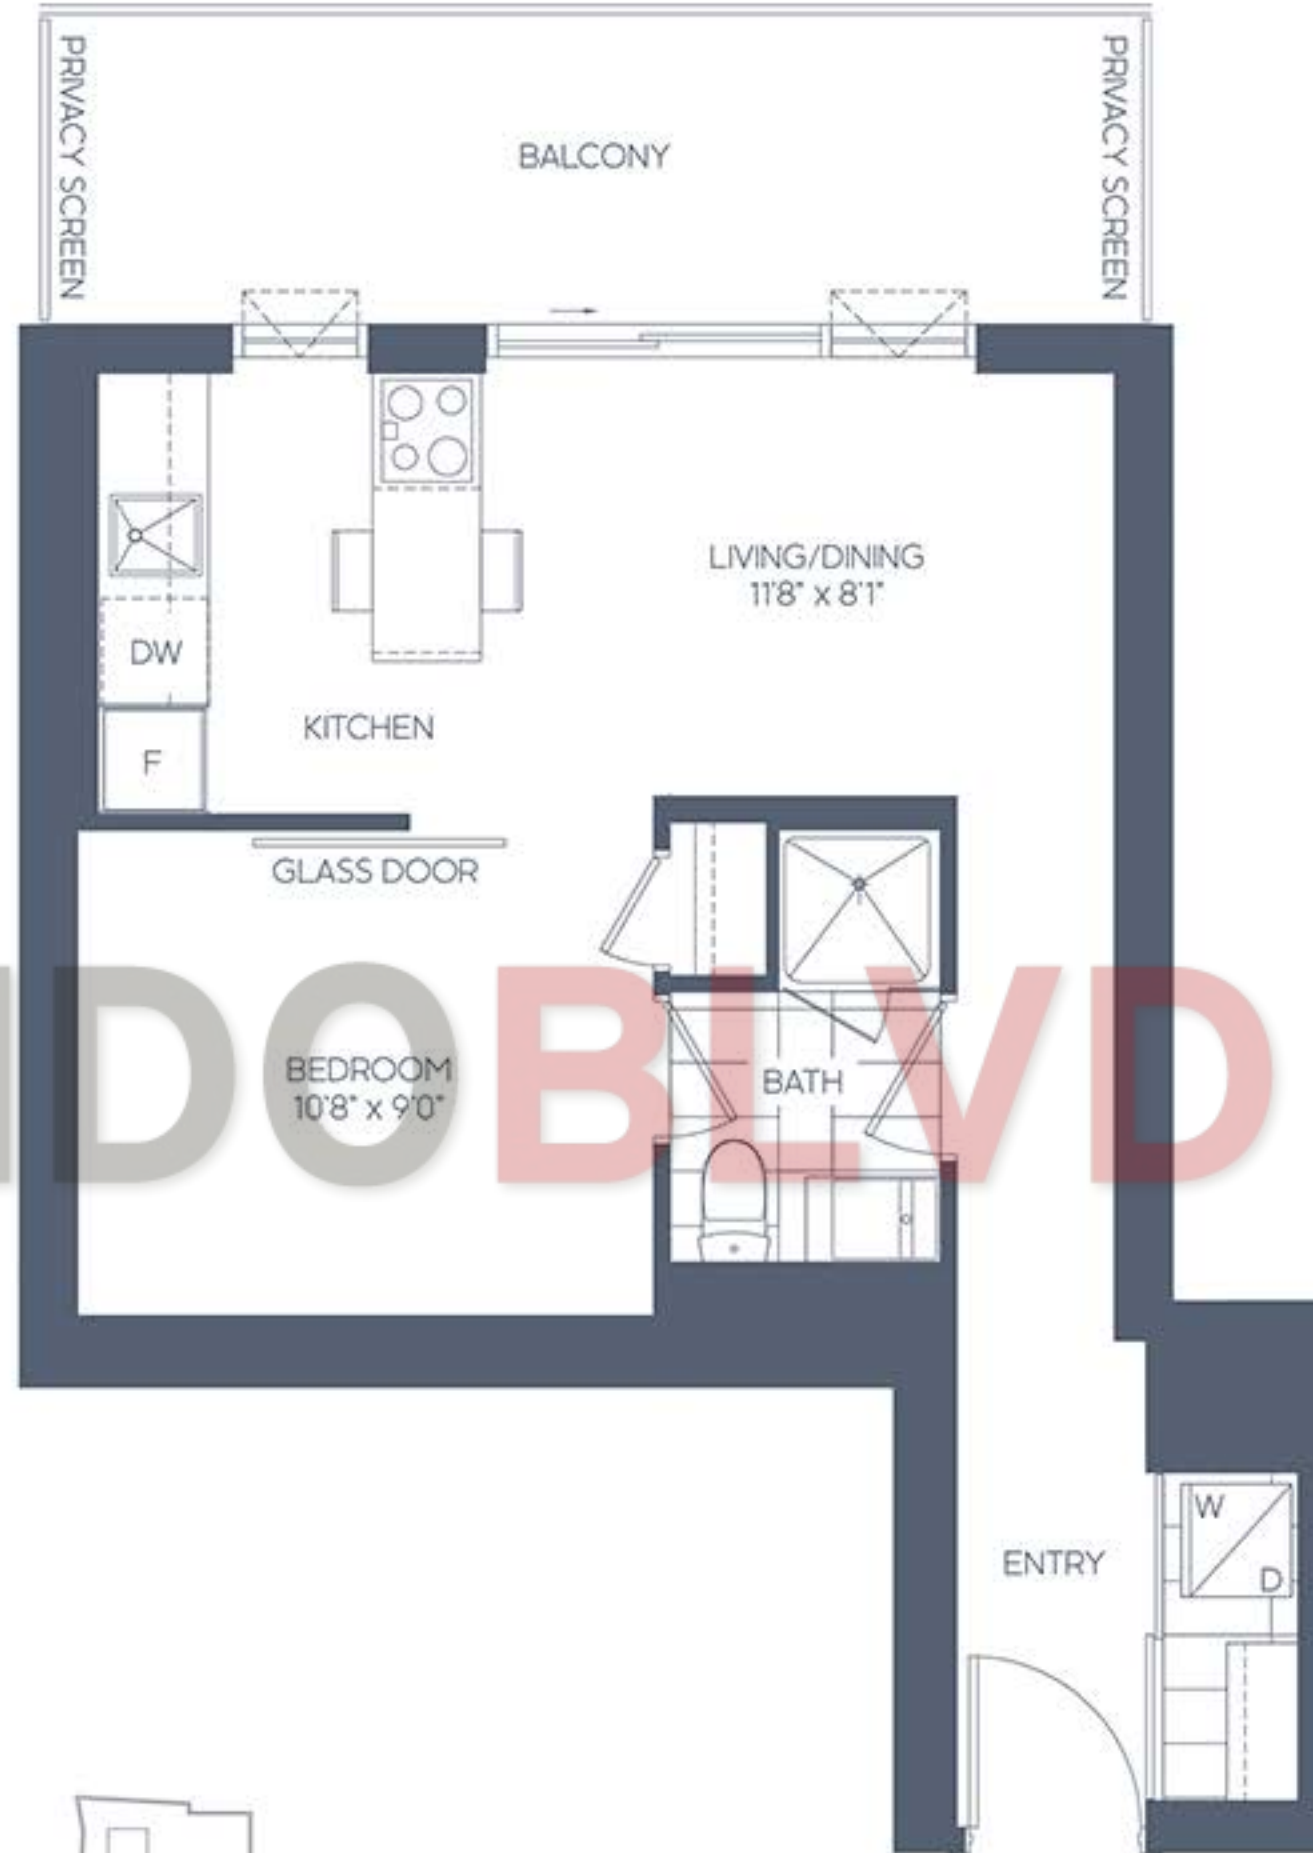 PRIVACY SCREEN
BALCONY
PRIVACY SCREEN
LIVING/DINING
11'8" x 8'1"
DW
KITCHEN
F
GLASS DOOR
DOBLVD
BEDROOM
10'8" x 9'0"
BATH
W
ENTRY
D